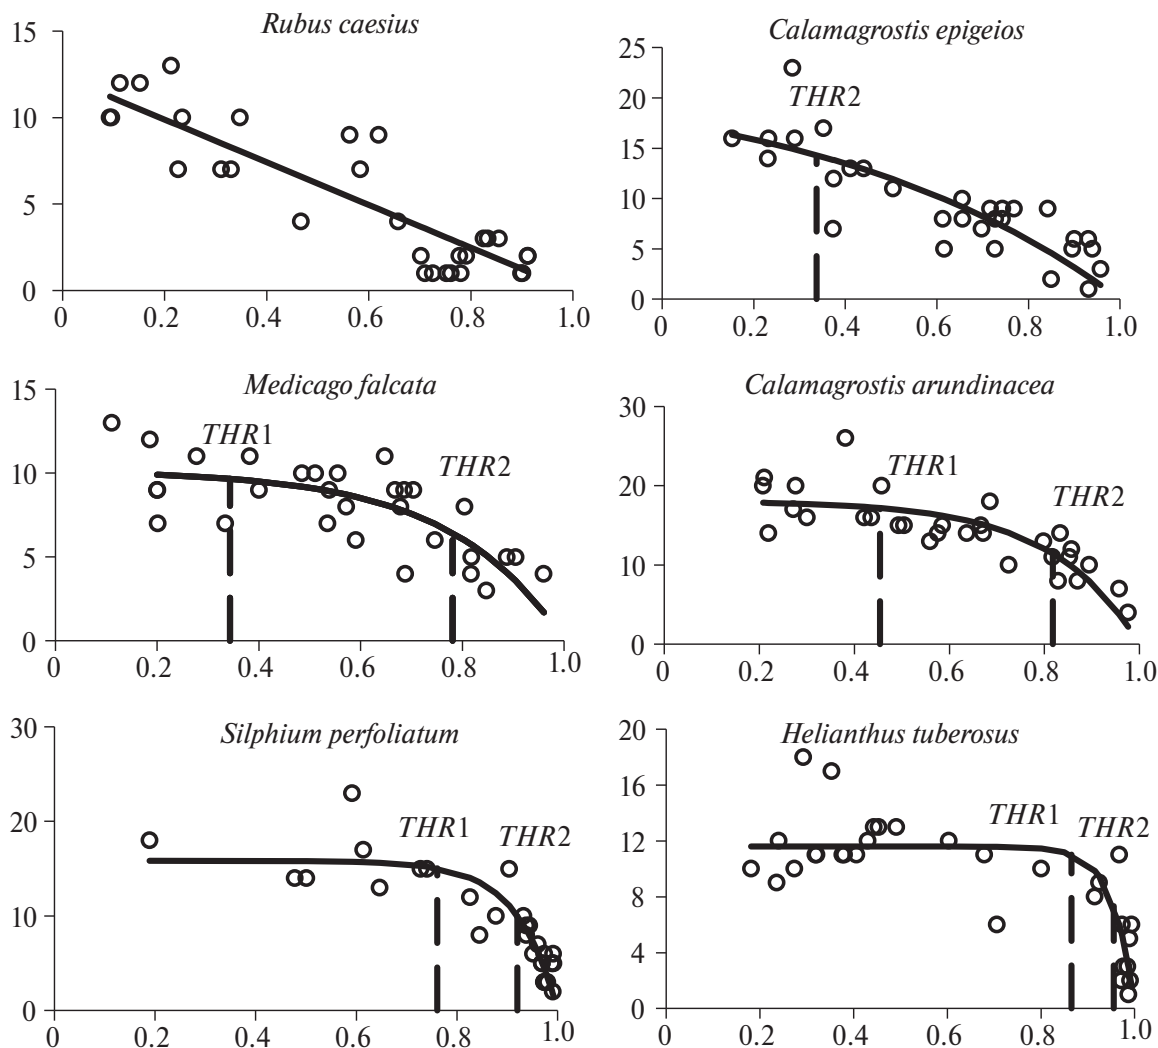 Rubus caesius
15
10
5
0
0 0.2 0.4 0.6 0.8 1.0
Calamagrostis epigeios
25
20
15
10
5
0
THR2
0 0.2 0.4 0.6 0.8 1.0
Medicago falcata
15
10
5
0
THR1
THR2
0 0.2 0.4 0.6 0.8 1.0
Calamagrostis arundinacea
30
20
10
0
THR1
THR2
0 0.2 0.4 0.6 0.8 1.0
Silphium perfoliatum
30
20
10
0
THR1
THR2
0 0.2 0.4 0.6 0.8 1.0
Helianthus tuberosus
20
16
12
8
4
0
THR1
THR2
0 0.2 0.4 0.6 0.8 1.0